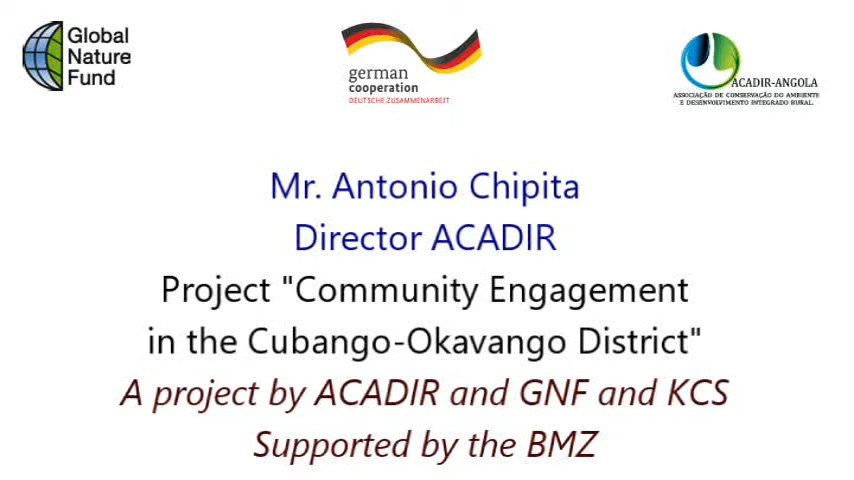 Global
Nature
Fund
german
cooperation
DEUTSCHE ZUSAMMENARBEIT
ACADIR-ANGOLA
ASSOCIAÇÃO DE CONSERVAÇÃO DO AMBIENTE
E DESENVOLVIMENTO INTEGRADO RURAL.
Mr. Antonio Chipita
Director ACADIR
Project "Community Engagement
in the Cubango-Okavango District"
A project by ACADIR and GNF and KCS
Supported by the BMZ